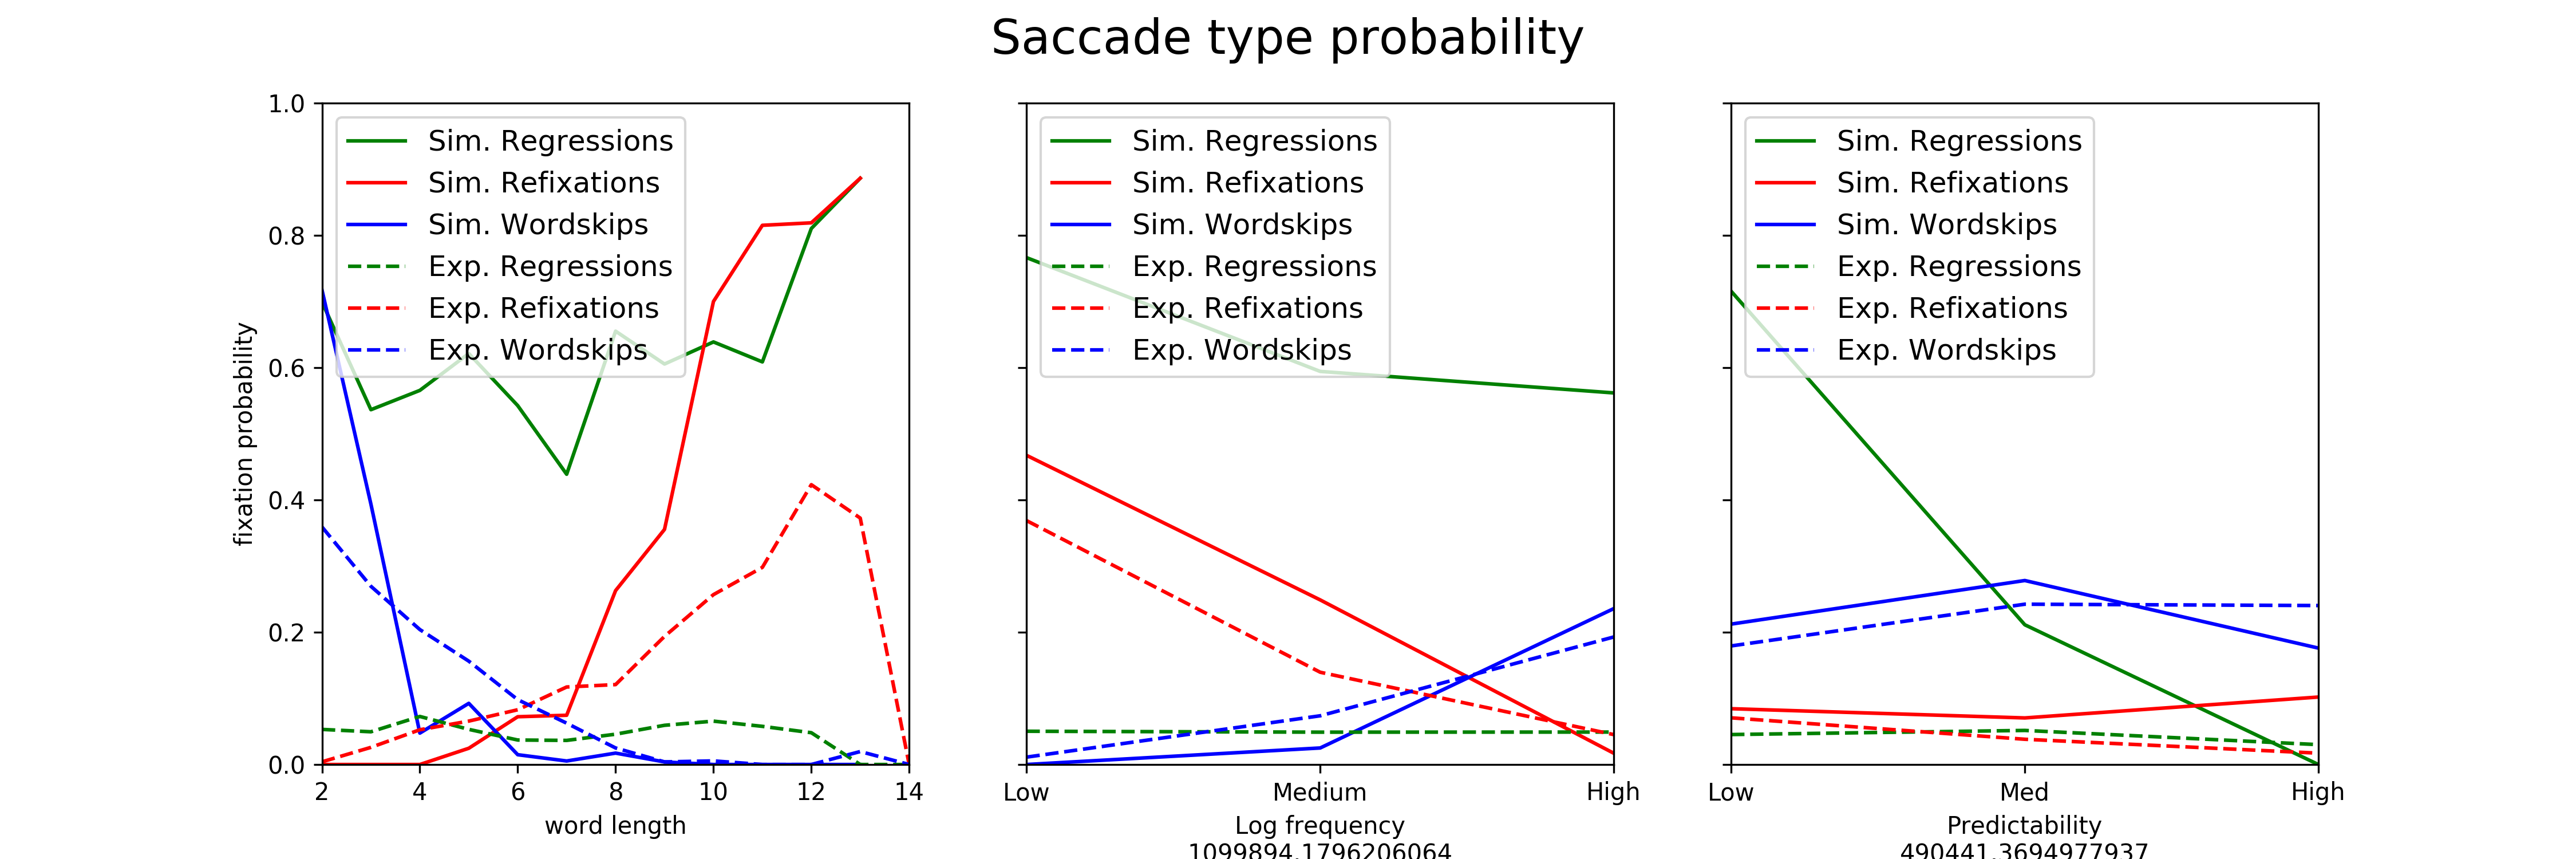 Saccade type probability
fixation probability
1.0
0.8
0.6
0.4
0.2
0.0
Sim. Regressions
Sim. Refixations
Sim. Wordskips
Exp. Regressions
Exp. Refixations
Exp. Wordskips
2 4 6 8 10 12 14
word length
Sim. Regressions
Sim. Refixations
Sim. Wordskips
Exp. Regressions
Exp. Refixations
Exp. Wordskips
Low Medium High
Log frequency
1099894.1796206064
Sim. Regressions
Sim. Refixations
Sim. Wordskips
Exp. Regressions
Exp. Refixations
Exp. Wordskips
Low Med High
Predictability
490441.3694977937